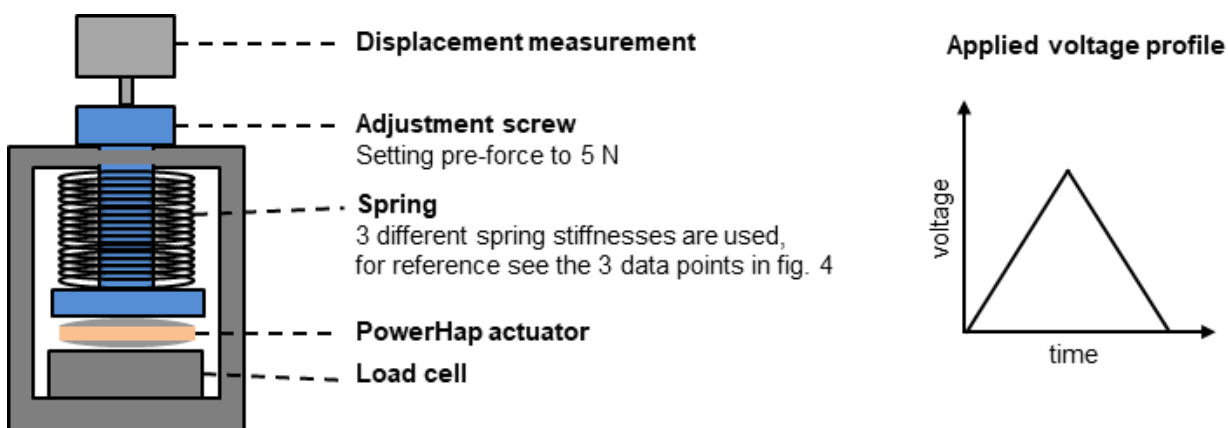 Displacement measurement
Adjustment screw
Setting pre-force to 5 N
Spring
3 different spring stiffnesses are used,
for reference see the 3 data points in fig. 4
PowerHap actuator
Load cell
Applied voltage profile
voltage
time